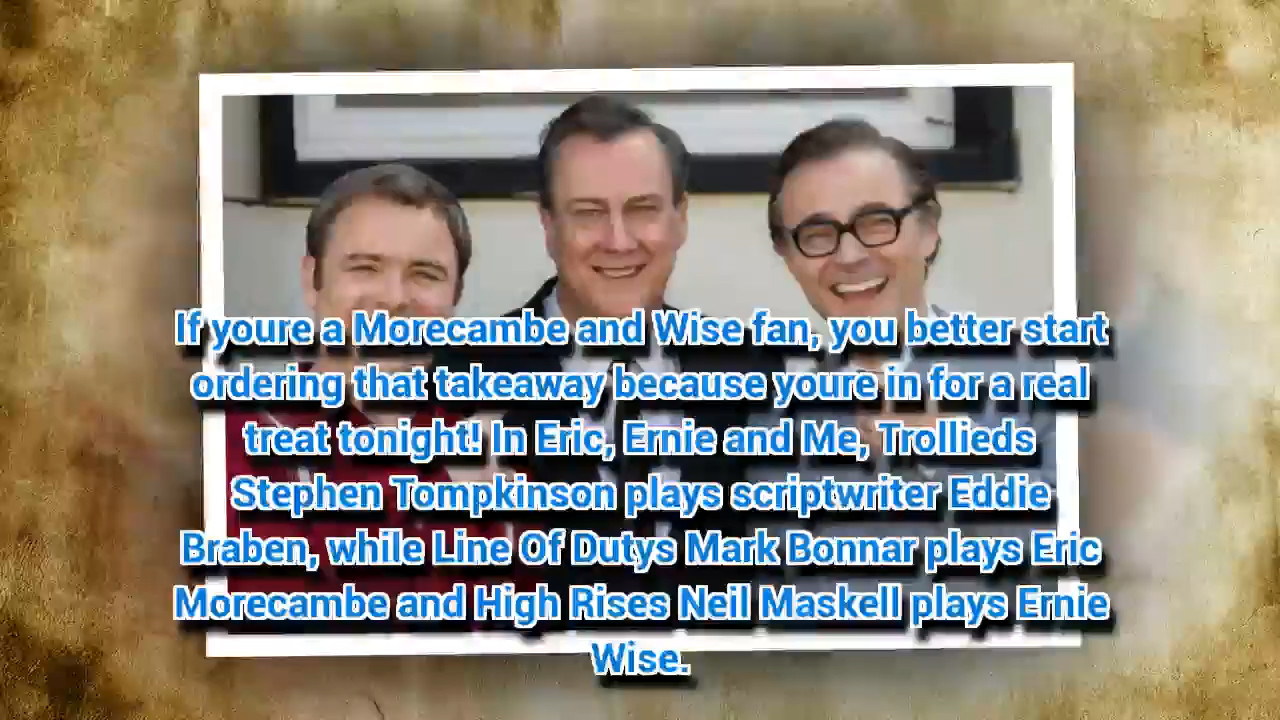 If youre a Morecambe and Wise fan, you better start
ordering that takeaway because youre in for a real
treat tonight! In Eric, Ernie and Me, Trollieds
Stephen Tompkinson plays scriptwriter Eddie
Braben, while Line Of Dutys Mark Bonnar plays Eric
Morecambe and High Rises Neil Maskell plays Ernie
Wise.